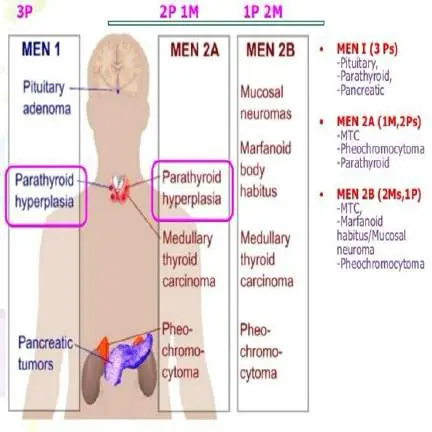 3P
2P 1M
1P 2M
MEN 1
Pituitary
adenoma
Parathyroid
hyperplasia
Pancreatic
tumors
MEN 2A
Parathyroid
hyperplasia
Medullary
thyroid
carcinoma
Pheo-
chromo-
cytoma
MEN 2B
Mucosal
neuromas
Marfanoid
body
habitus
Medullary
thyroid
carcinoma
Pheo-
chromo-
cytoma
• MEN I (3 Ps)
-Pituitary,
-Parathyroid,
-Pancreatic
• MEN 2A (1M,2Ps)
-MTC
-Pheochromocytoma
-Parathyroid
• MEN 2B (2Ms,1P)
-MTC,
-Marfanoid
habitus/Mucosal
neuroma
-Pheochromocytoma